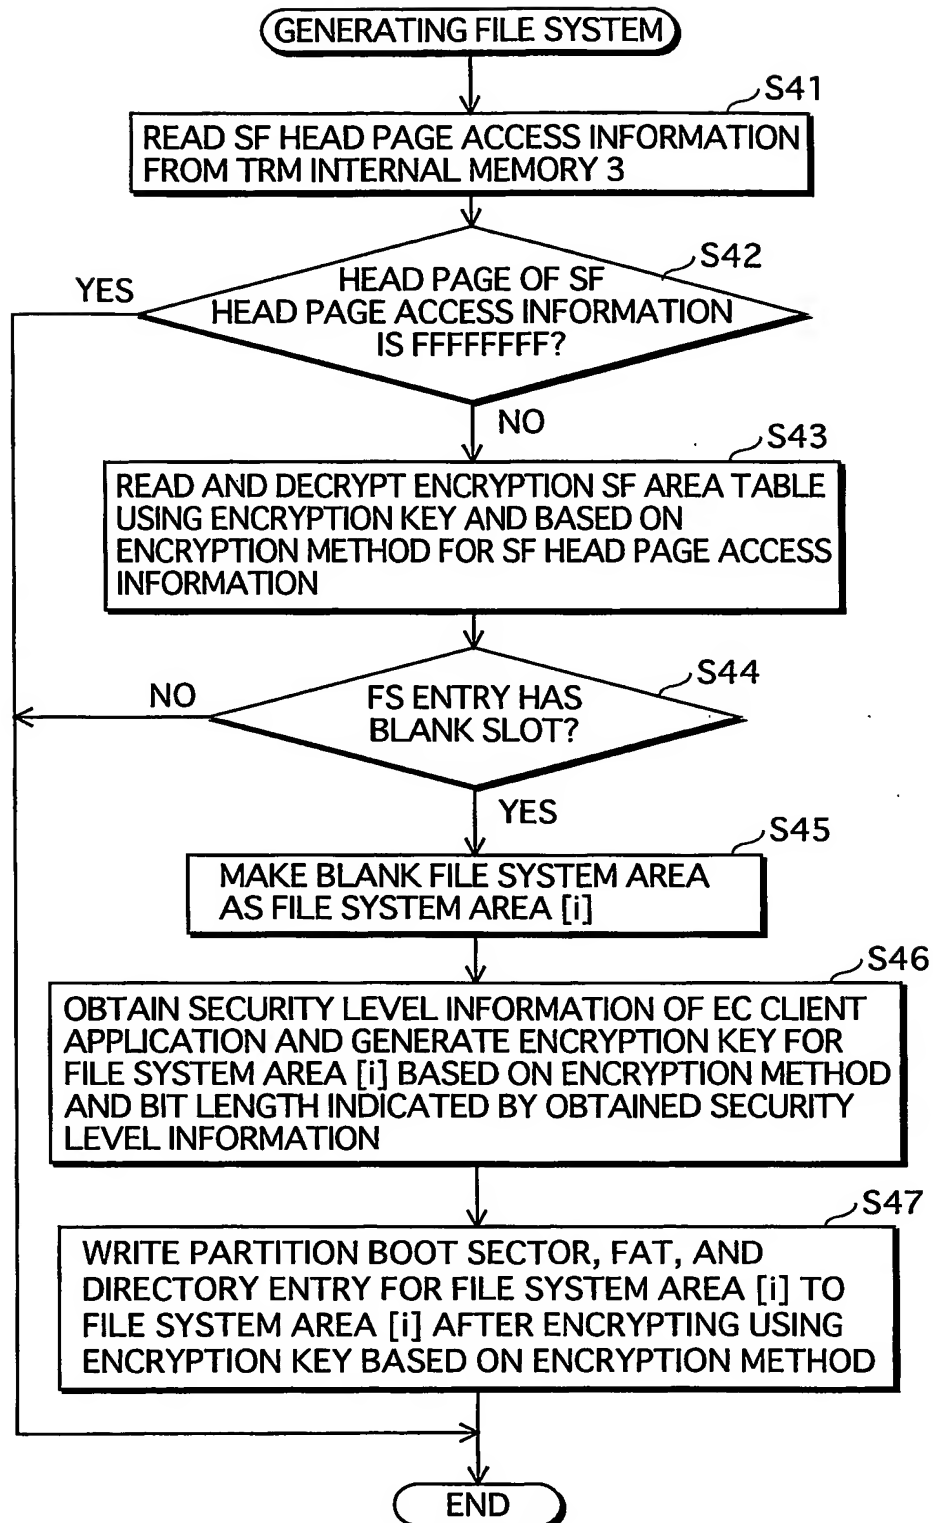 GENERATING FILE SYSTEM
S41
READ SF HEAD PAGE ACCESS INFORMATION
FROM TRM INTERNAL MEMORY 3
S42
YES
HEAD PAGE OF SF
HEAD PAGE ACCESS INFORMATION
IS FFFFFFFF?
NO
S43
READ AND DECRYPT ENCRYPTION SF AREA TABLE
USING ENCRYPTION KEY AND BASED ON
ENCRYPTION METHOD FOR SF HEAD PAGE ACCESS
INFORMATION
S44
NO
FS ENTRY HAS
BLANK SLOT?
YES
S45
MAKE BLANK FILE SYSTEM AREA
AS FILE SYSTEM AREA [i]
S46
OBTAIN SECURITY LEVEL INFORMATION OF EC CLIENT
APPLICATION AND GENERATE ENCRYPTION KEY FOR
FILE SYSTEM AREA [i] BASED ON ENCRYPTION METHOD
AND BIT LENGTH INDICATED BY OBTAINED SECURITY
LEVEL INFORMATION
S47
WRITE PARTITION BOOT SECTOR, FAT, AND
DIRECTORY ENTRY FOR FILE SYSTEM AREA [i] TO
FILE SYSTEM AREA [i] AFTER ENCRYPTING USING
ENCRYPTION KEY BASED ON ENCRYPTION METHOD
END